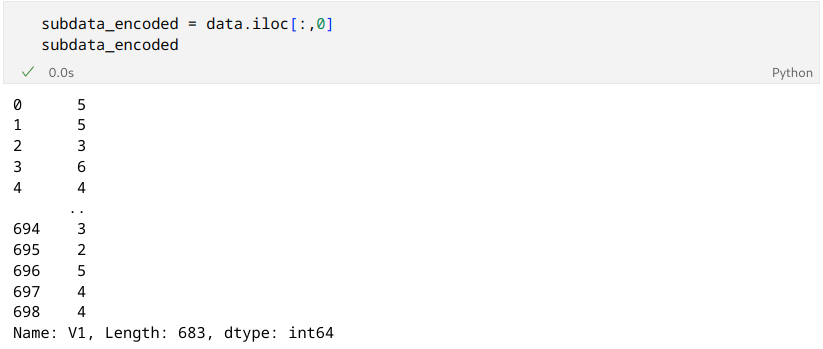 subdata_encoded = data.iloc[:,0]
subdata_encoded
✓ 0.0s Python
0 5
1 5
2 3
3 6
4 4
..
694 3
695 2
696 5
697 4
698 4
Name: V1, Length: 683, dtype: int64